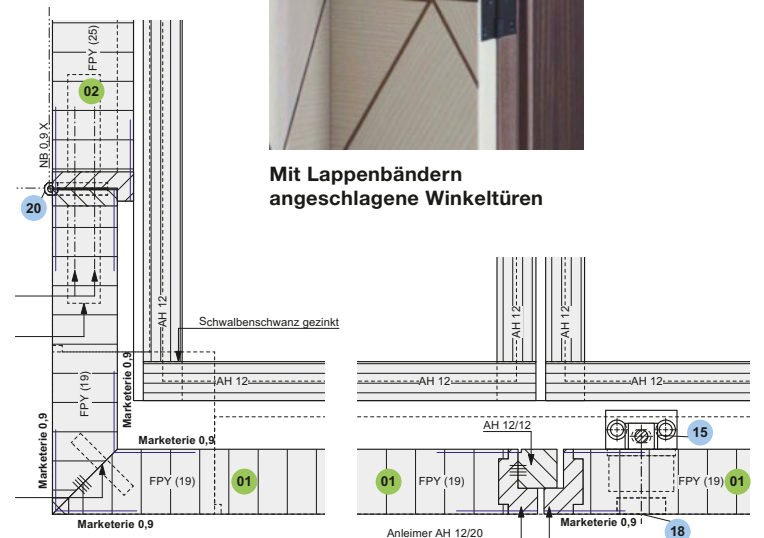 FPY (25)
02
NB 0,9 X
Mit Lappenbändern
angeschlagene Winkeltüren
20
AH 12
AH 12
AH 12
Schwalbenschwanz gezinkt
AH 12
AH 12
AH 12
FPY (19)
Marketerie 0,9
Marketerie 0,9
Marketerie 0,9
FPY (19)
01
Marketerie 0,9
AH 12/12
15
01
FPY (19)
FPY (19)
01
Marketerie 0,9
Anleimer AH 12/20
18